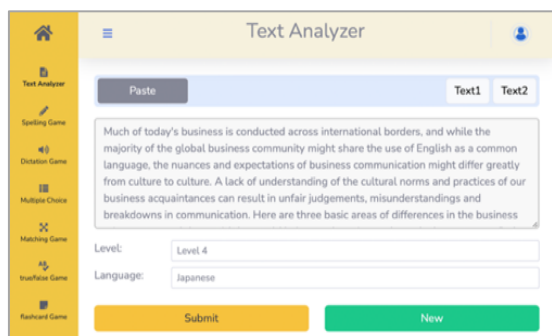 Text Analyzer
Text Analyzer
Spelling Game
Dictation Game
Multiple Choice
Matching Game
true/false Game
flashcard Game
Paste
Text1
Text2
Much of today's business is conducted across international borders, and while the
majority of the global business community might share the use of English as a common
language, the nuances and expectations of business communication might differ greatly
from culture to culture. A lack of understanding of the cultural norms and practices of our
business acquaintances can result in unfair judgements, misunderstandings and
breakdowns in communication. Here are three basic areas of differences in the business
Level:
Level 4
Language:
Japanese
Submit
New